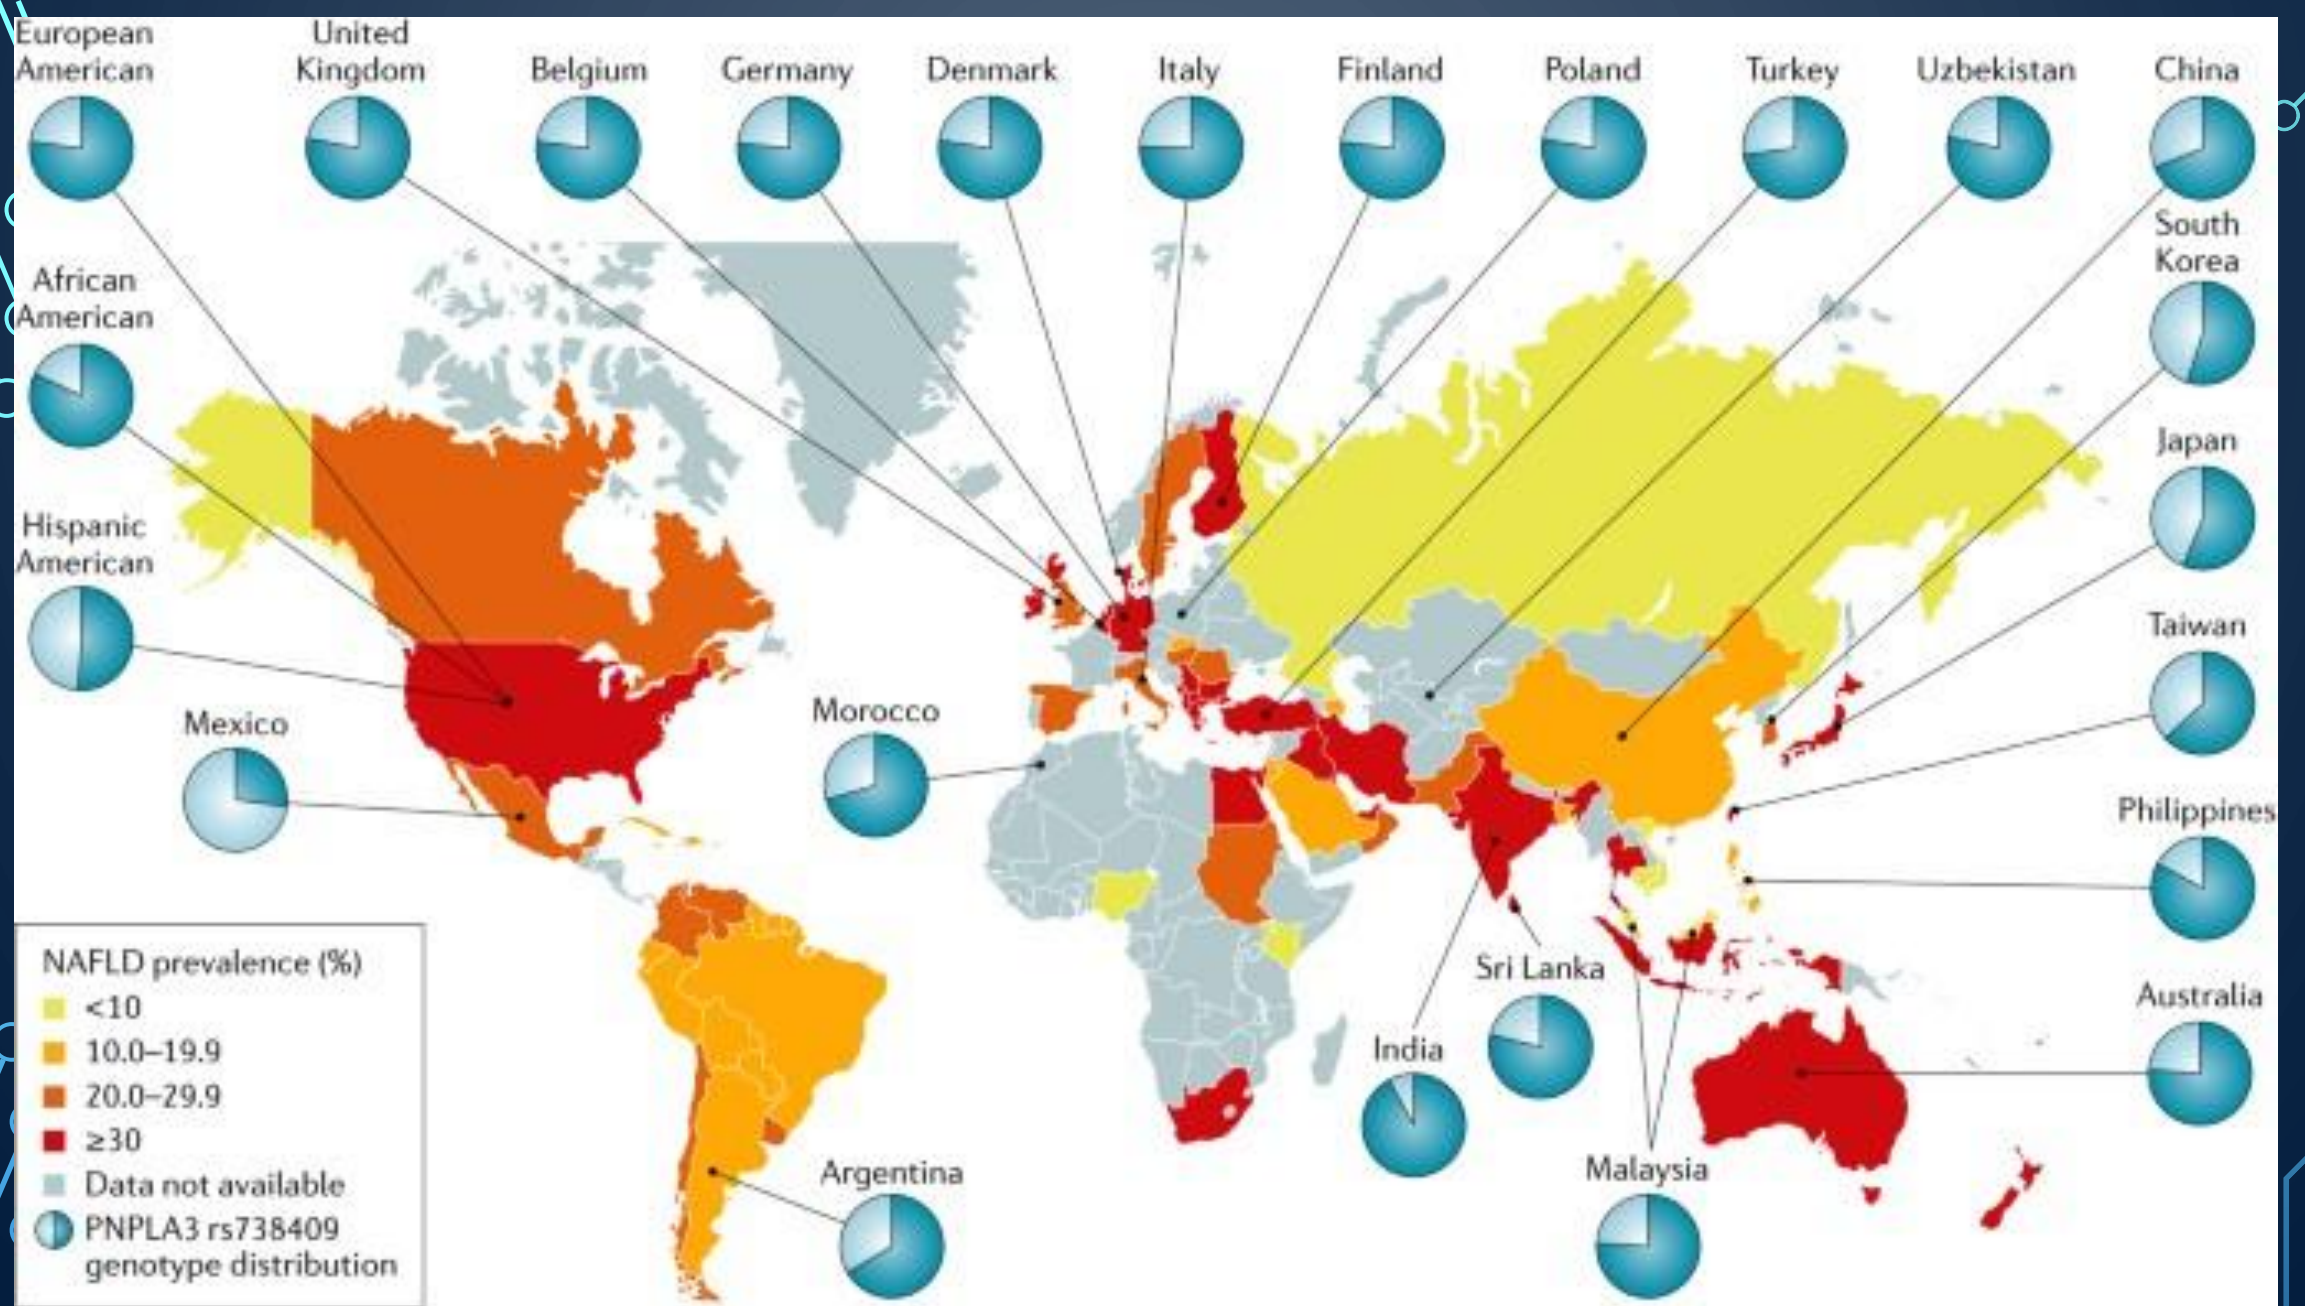 European
American
United
Kingdom
Belgium
Germany
Denmark
Italy
Finland
Poland
Turkey
Uzbekistan
China
South
Korea
African
American
Japan
Hispanic
American
Taiwan
Mexico
Morocco
Philippines
Sri Lanka
Australia
India
Malaysia
Argentina
NAFLD prevalence (%)
<10
10.0–19.9
20.0–29.9
≥30
Data not available
PNPLA3 rs738409
genotype distribution